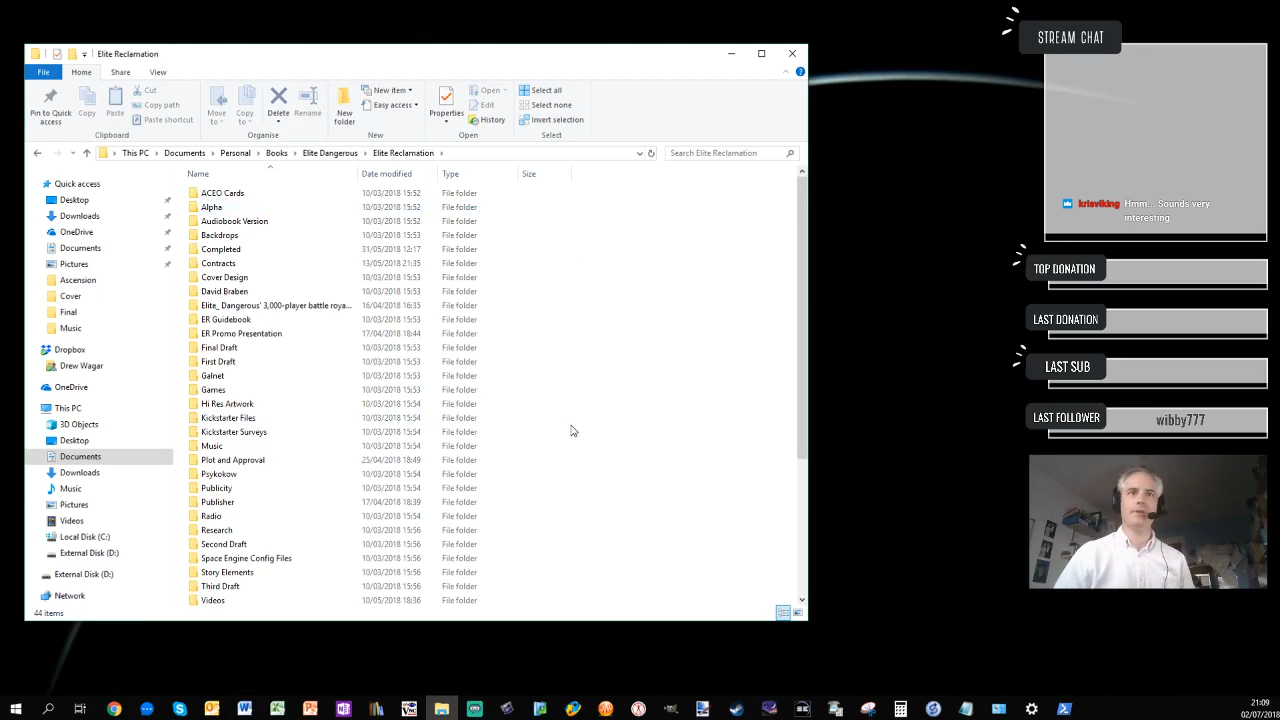 Elite Reclamation
File Home Share View
Pin to Quick access
Copy
Paste
Cut
Copy path
Paste shortcut
Clipboard
Move to
Copy to
Delete
Rename
Organise
New folder
New item
Easy access
New
Properties
Open
Edit
History
Open
Select all
Select none
Invert selection
Select
This PC > Documents > Personal > Books > Elite Dangerous > Elite Reclamation >
Search Elite Reclamation
Quick access
Desktop
Downloads
OneDrive
Documents
Pictures
Ascension
Cover
Final
Music
Dropbox
Drew Wagar
OneDrive
This PC
3D Objects
Desktop
Documents
Downloads
Music
Pictures
Videos
Local Disk (C:)
External Disk (D:)
External Disk (D:)
Network
Name Date modified Type Size
ACEO Cards 10/03/2018 15:52 File folder
Alpha 10/03/2018 15:52 File folder
Audiobook Version 10/03/2018 15:52 File folder
Backdrops 10/03/2018 15:53 File folder
Completed 31/05/2018 12:17 File folder
Contracts 13/05/2018 21:35 File folder
Cover Design 10/03/2018 15:53 File folder
David Braben 10/03/2018 15:53 File folder
Elite_ Dangerous' 3,000-player battle roya... 16/04/2018 16:35 File folder
ER Guidebook 10/03/2018 15:53 File folder
ER Promo Presentation 17/04/2018 18:44 File folder
Final Draft 10/03/2018 15:53 File folder
First Draft 10/03/2018 15:53 File folder
Galnet 10/03/2018 15:53 File folder
Games 10/03/2018 15:53 File folder
Hi Res Artwork 10/03/2018 15:54 File folder
Kickstarter Files 10/03/2018 15:54 File folder
Kickstarter Surveys 10/03/2018 15:54 File folder
Music 10/03/2018 15:54 File folder
Plot and Approval 25/04/2018 18:49 File folder
Psykokow 10/03/2018 15:54 File folder
Publicity 10/03/2018 15:54 File folder
Publisher 17/04/2018 18:39 File folder
Radio 10/03/2018 15:54 File folder
Research 10/03/2018 15:56 File folder
Second Draft 10/03/2018 15:56 File folder
Space Engine Config Files 10/03/2018 15:56 File folder
Story Elements 10/03/2018 15:56 File folder
Third Draft 10/03/2018 15:56 File folder
Videos 10/05/2018 18:36 File folder
44 items
STREAM CHAT
krisviking Hmm... Sounds very
interesting
TOP DONATION
LAST DONATION
LAST SUB
LAST FOLLOWER wibby777
21:09
02/07/2018